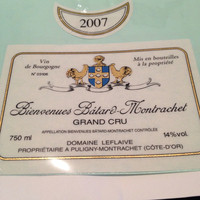 2007
Vin de Bourgogne
Mis en bouteilles à la propriété
Bienvenues Bâtard-Montrachet
GRAND CRU
APPELLATION BIENVENUES-BÂTARD-MONTRACHET CONTRÔLÉE
750 ml
14% vol.
DOMAINE LEFLAIVE
PROPRIÉTAIRE A PULIGNY-MONTRACHET (CÔTE-D'OR)